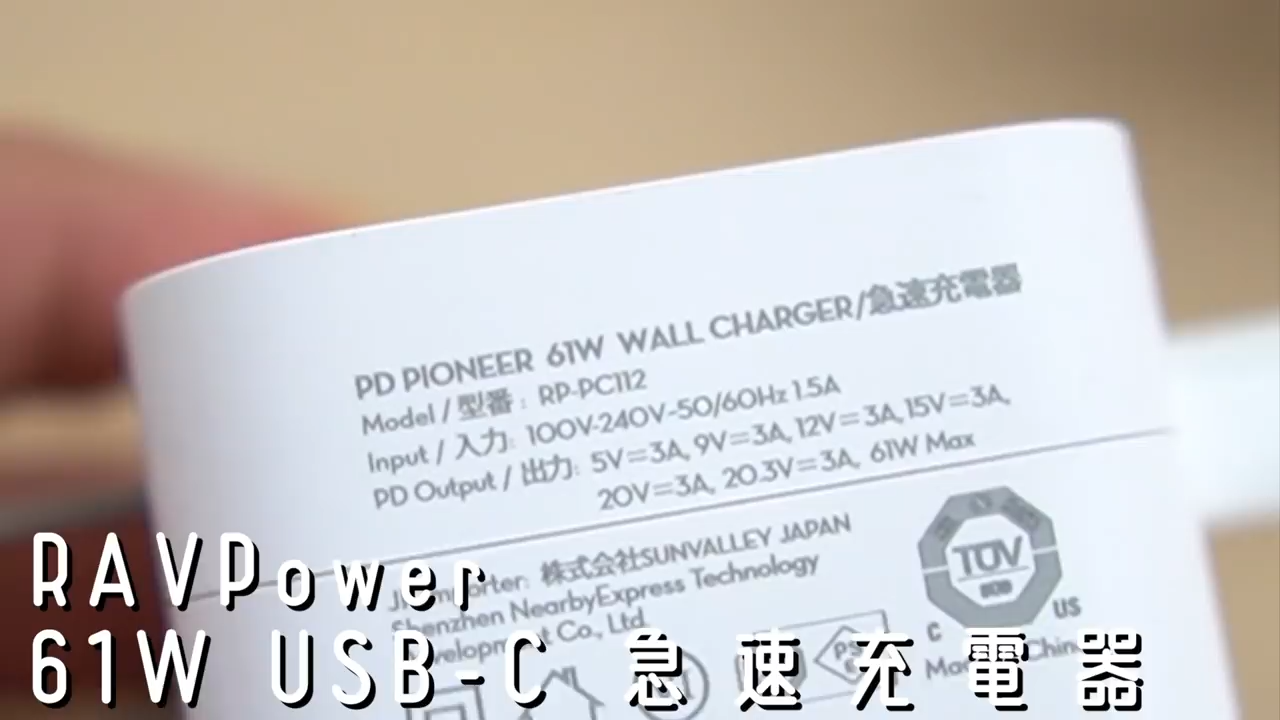 PD PIONEER 61W WALL CHARGER/急速充電器
Model / 型番 : RP-PC112
Input / 入力: 100V-240V~50/60Hz 1.5A
PD Output / 出力: 5V=3A, 9V=3A, 12V=3A, 15V=3A,
20V=3A, 20.3V=3A, 61W Max
株式会社SUNVALLEY JAPAN
Shenzhen NearbyExpress Technology
Co., Ltd
TÜV
C US
PS
RAVPower
61W USB-C 急速充電器